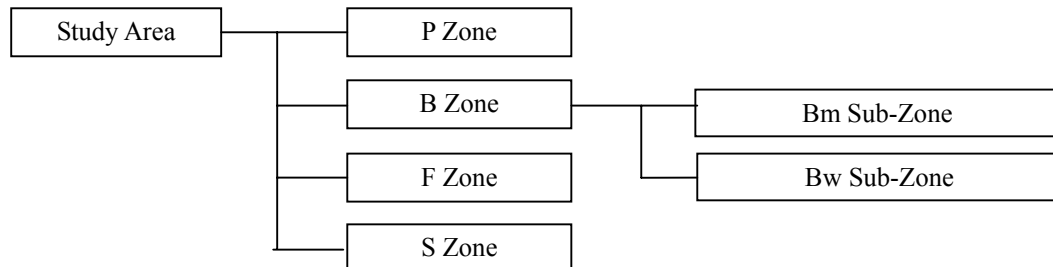 Study Area
P Zone
B Zone
Bm Sub-Zone
Bw Sub-Zone
F Zone
S Zone